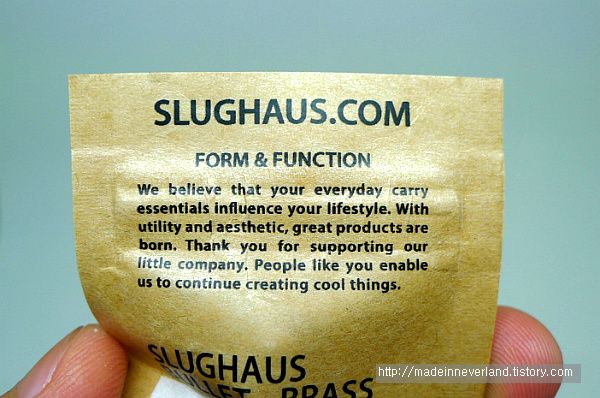 SLUGHAUS.COM
FORM & FUNCTION
We believe that your everyday carry
essentials influence your lifestyle. With
utility and aesthetic, great products are
born. Thank you for supporting our
little company. People like you enable
us to continue creating cool things.
SLUGHAUS
BULLET BRASS
http://madeinneverland.tistory.com